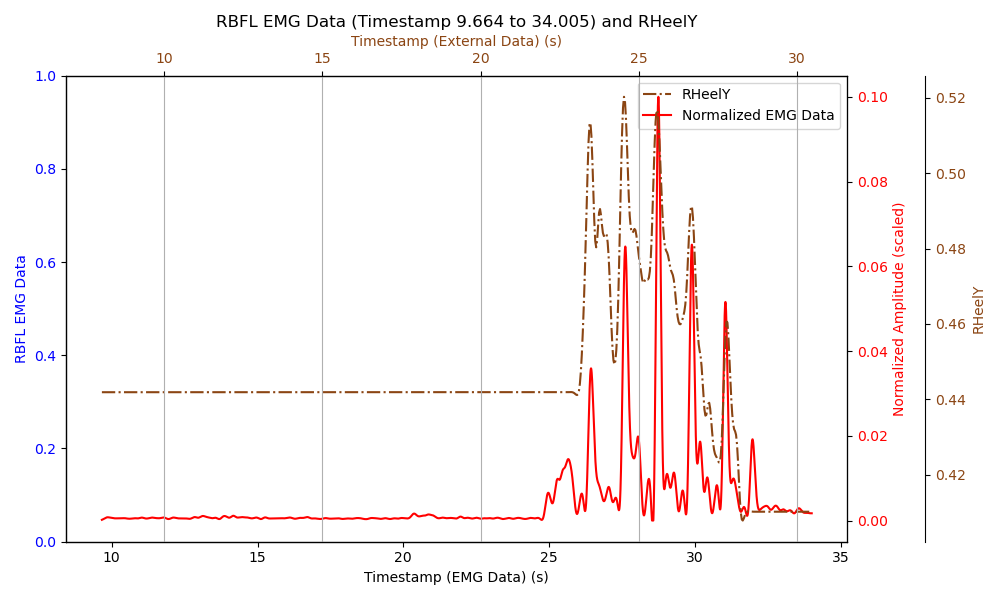 RBFL EMG Data (Timestamp 9.664 to 34.005) and RHeelY
Timestamp (External Data) (s)
10 15 20 25 30
RHeelY
Normalized EMG Data
RBFL EMG Data
1.0
0.8
0.6
0.4
0.2
0.0
Normalized Amplitude (scaled)
0.10
0.08
0.06
0.04
0.02
0.00
RHeelY
0.52
0.50
0.48
0.46
0.44
0.42
10 15 20 25 30 35
Timestamp (EMG Data) (s)